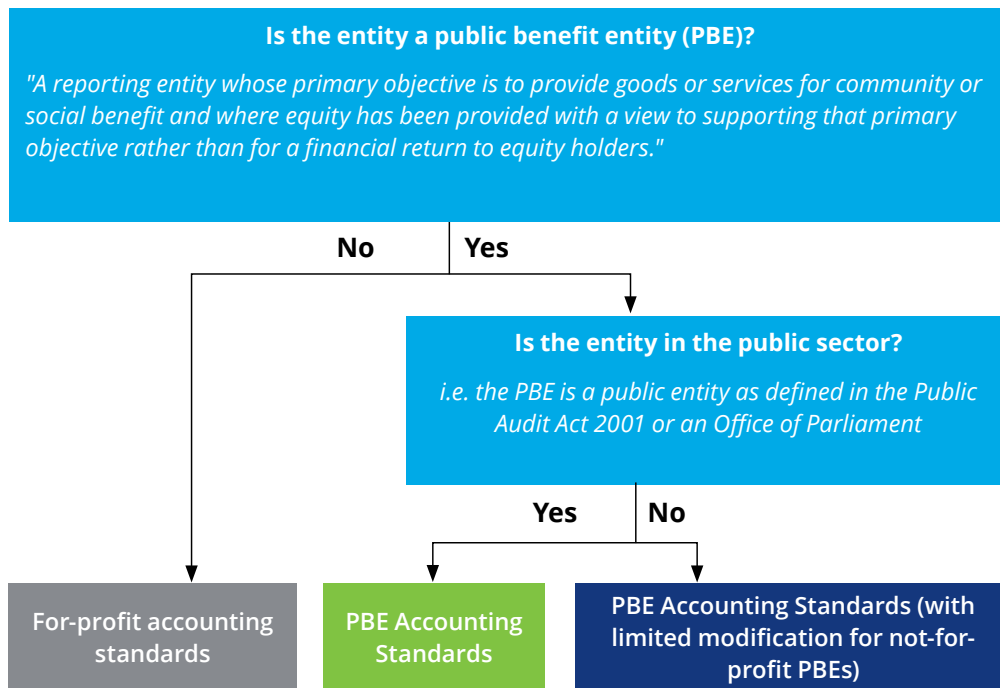 Is the entity a public benefit entity (PBE)?
"A reporting entity whose primary objective is to provide goods or services for community or
social benefit and where equity has been provided with a view to supporting that primary
objective rather than for a financial return to equity holders."
No
Yes
Is the entity in the public sector?
i.e. the PBE is a public entity as defined in the Public
Audit Act 2001 or an Office of Parliament
Yes
No
For-profit accounting
standards
PBE Accounting
Standards
PBE Accounting Standards (with
limited modification for not-for-
profit PBEs)